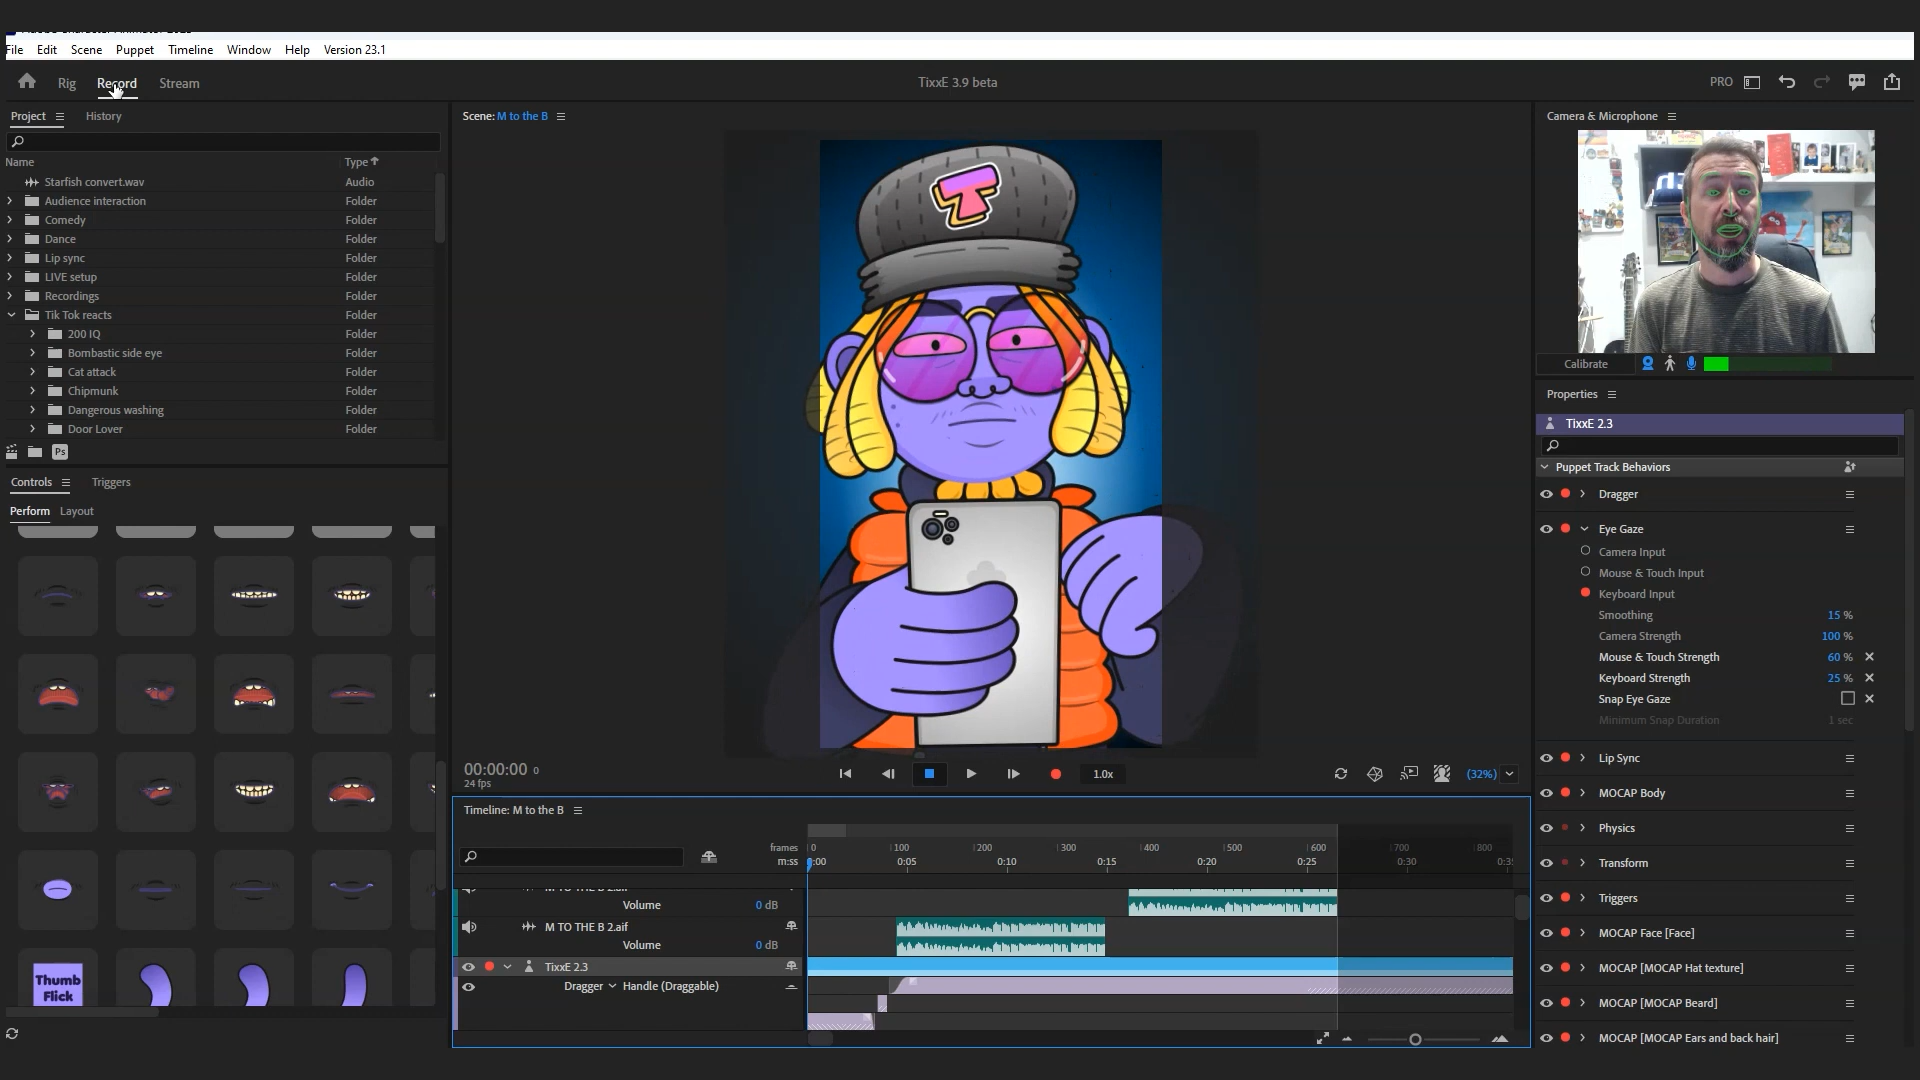 File Edit Scene Puppet Timeline Window Help Version 23.1
Rig Record Stream
TixxE 3.9 beta
PRO
Project History
Name Type
Starfish convert.wav Audio
Audience interaction Folder
Comedy Folder
Dance Folder
Lip sync Folder
LIVE setup Folder
Recordings Folder
Tik Tok reacts Folder
200 IQ Folder
Bombastic side eye Folder
Cat attack Folder
Chipmunk Folder
Dangerous washing Folder
Door Lover Folder
Ps
Controls Triggers
Perform Layout
Thumb
Flick
Scene: M to the B
T
00:00:00 0
24 fps
1.0x
(32%)
Timeline: M to the B
frames 0 100 200 300 400 500 600 700 800
m:ss 0:00 0:05 0:10 0:15 0:20 0:25 0:30
M TO THE B 2.aif
Volume 0 dB
M TO THE B 2.aif
Volume 0 dB
TixxE 2.3
Dragger Handle (Draggable)
Camera & Microphone
Calibrate
Properties
TixxE 2.3
Puppet Track Behaviors
Dragger
Eye Gaze
Camera Input
Mouse & Touch Input
Keyboard Input
Smoothing 15 %
Camera Strength 100 %
Mouse & Touch Strength 60 %
Keyboard Strength 25 %
Snap Eye Gaze
Minimum Snap Duration 1 sec
Lip Sync
MOCAP Body
Physics
Transform
Triggers
MOCAP Face [Face]
MOCAP [MOCAP Hat texture]
MOCAP [MOCAP Beard]
MOCAP [MOCAP Ears and back hair]